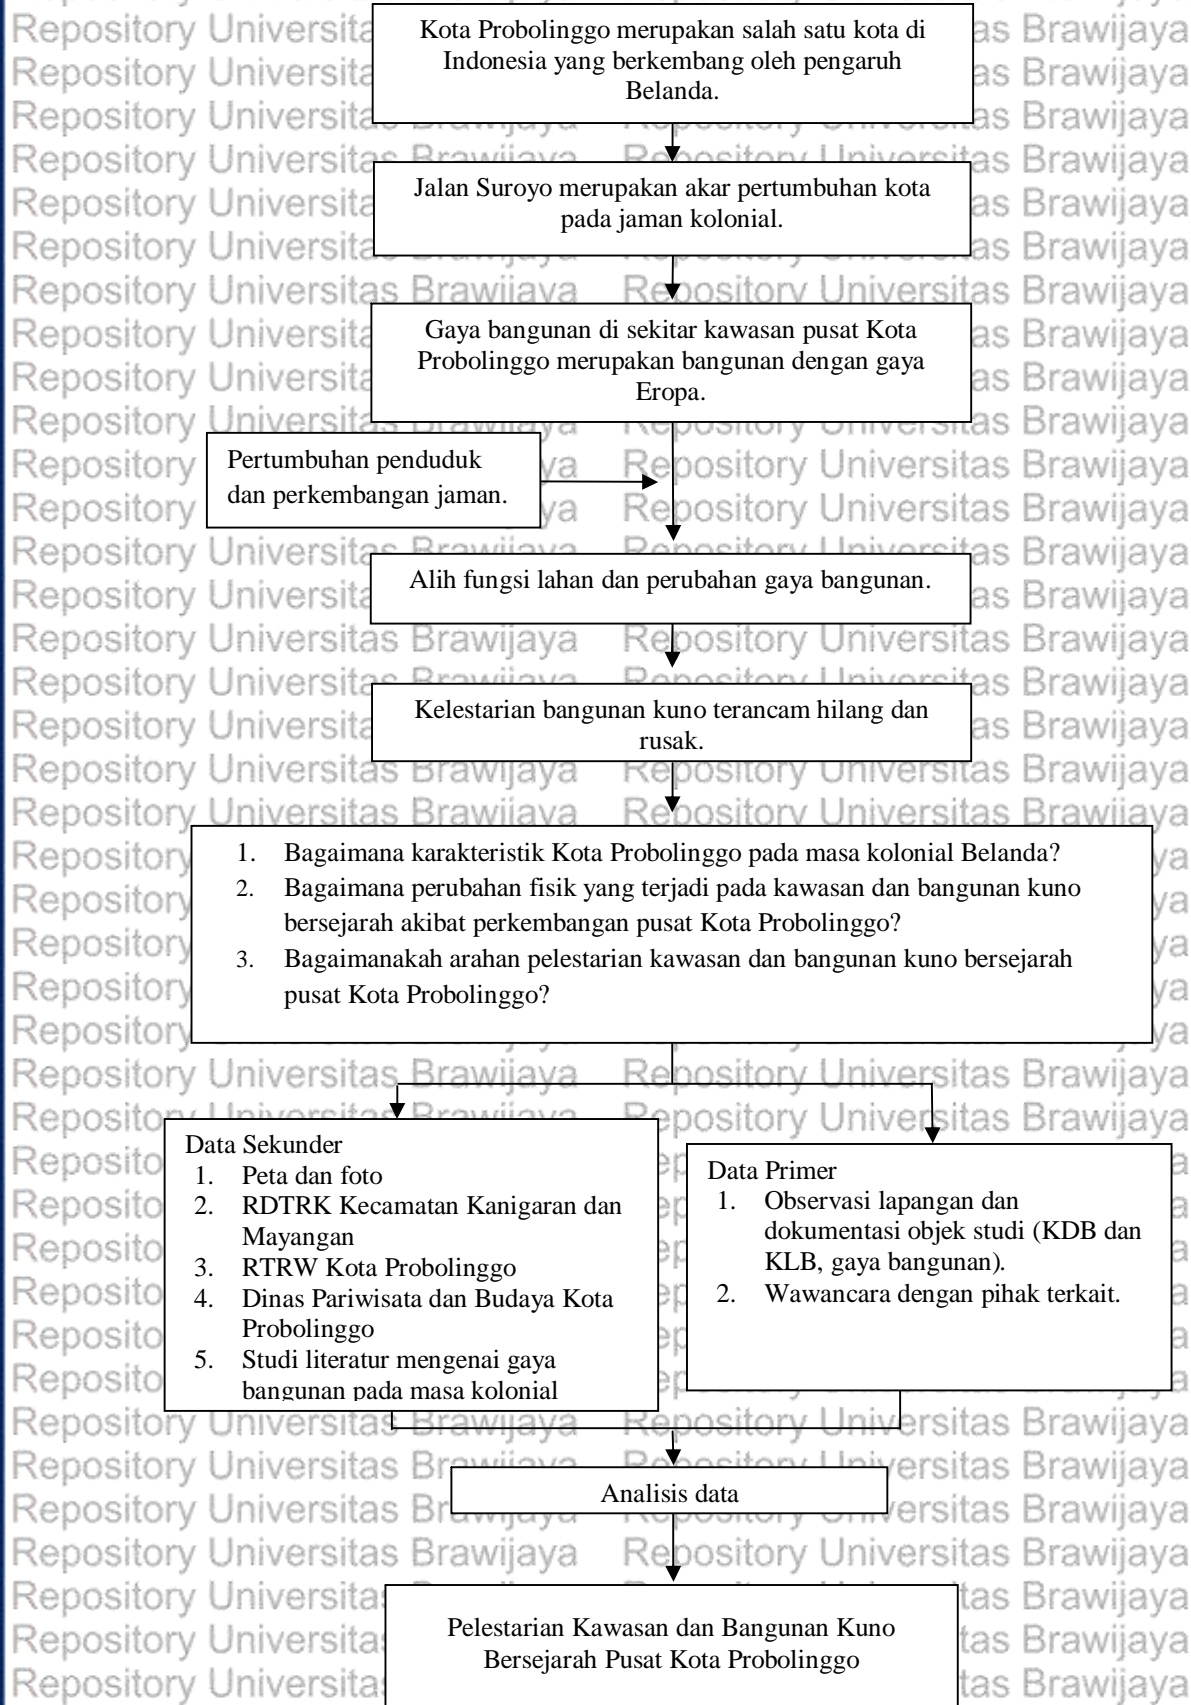 Kota Probolinggo merupakan salah satu kota di
Indonesia yang berkembang oleh pengaruh
Belanda.
Jalan Suroyo merupakan akar pertumbuhan kota
pada jaman kolonial.
Gaya bangunan di sekitar kawasan pusat Kota
Probolinggo merupakan bangunan dengan gaya
Eropa.
Pertumbuhan penduduk
dan perkembangan jaman.
Alih fungsi lahan dan perubahan gaya bangunan.
Kelestarian bangunan kuno terancam hilang dan
rusak.
1. Bagaimana karakteristik Kota Probolinggo pada masa kolonial Belanda?
2. Bagaimana perubahan fisik yang terjadi pada kawasan dan bangunan kuno
bersejarah akibat perkembangan pusat Kota Probolinggo?
3. Bagaimanakah arahan pelestarian kawasan dan bangunan kuno bersejarah
pusat Kota Probolinggo?
Data Sekunder
1. Peta dan foto
2. RDTRK Kecamatan Kanigaran dan
Mayangan
3. RTRW Kota Probolinggo
4. Dinas Pariwisata dan Budaya Kota
Probolinggo
5. Studi literatur mengenai gaya
bangunan pada masa kolonial
Data Primer
1. Observasi lapangan dan
dokumentasi objek studi (KDB dan
KLB, gaya bangunan).
2. Wawancara dengan pihak terkait.
Analisis data
Pelestarian Kawasan dan Bangunan Kuno
Bersejarah Pusat Kota Probolinggo
Repository Universitas Brawijaya